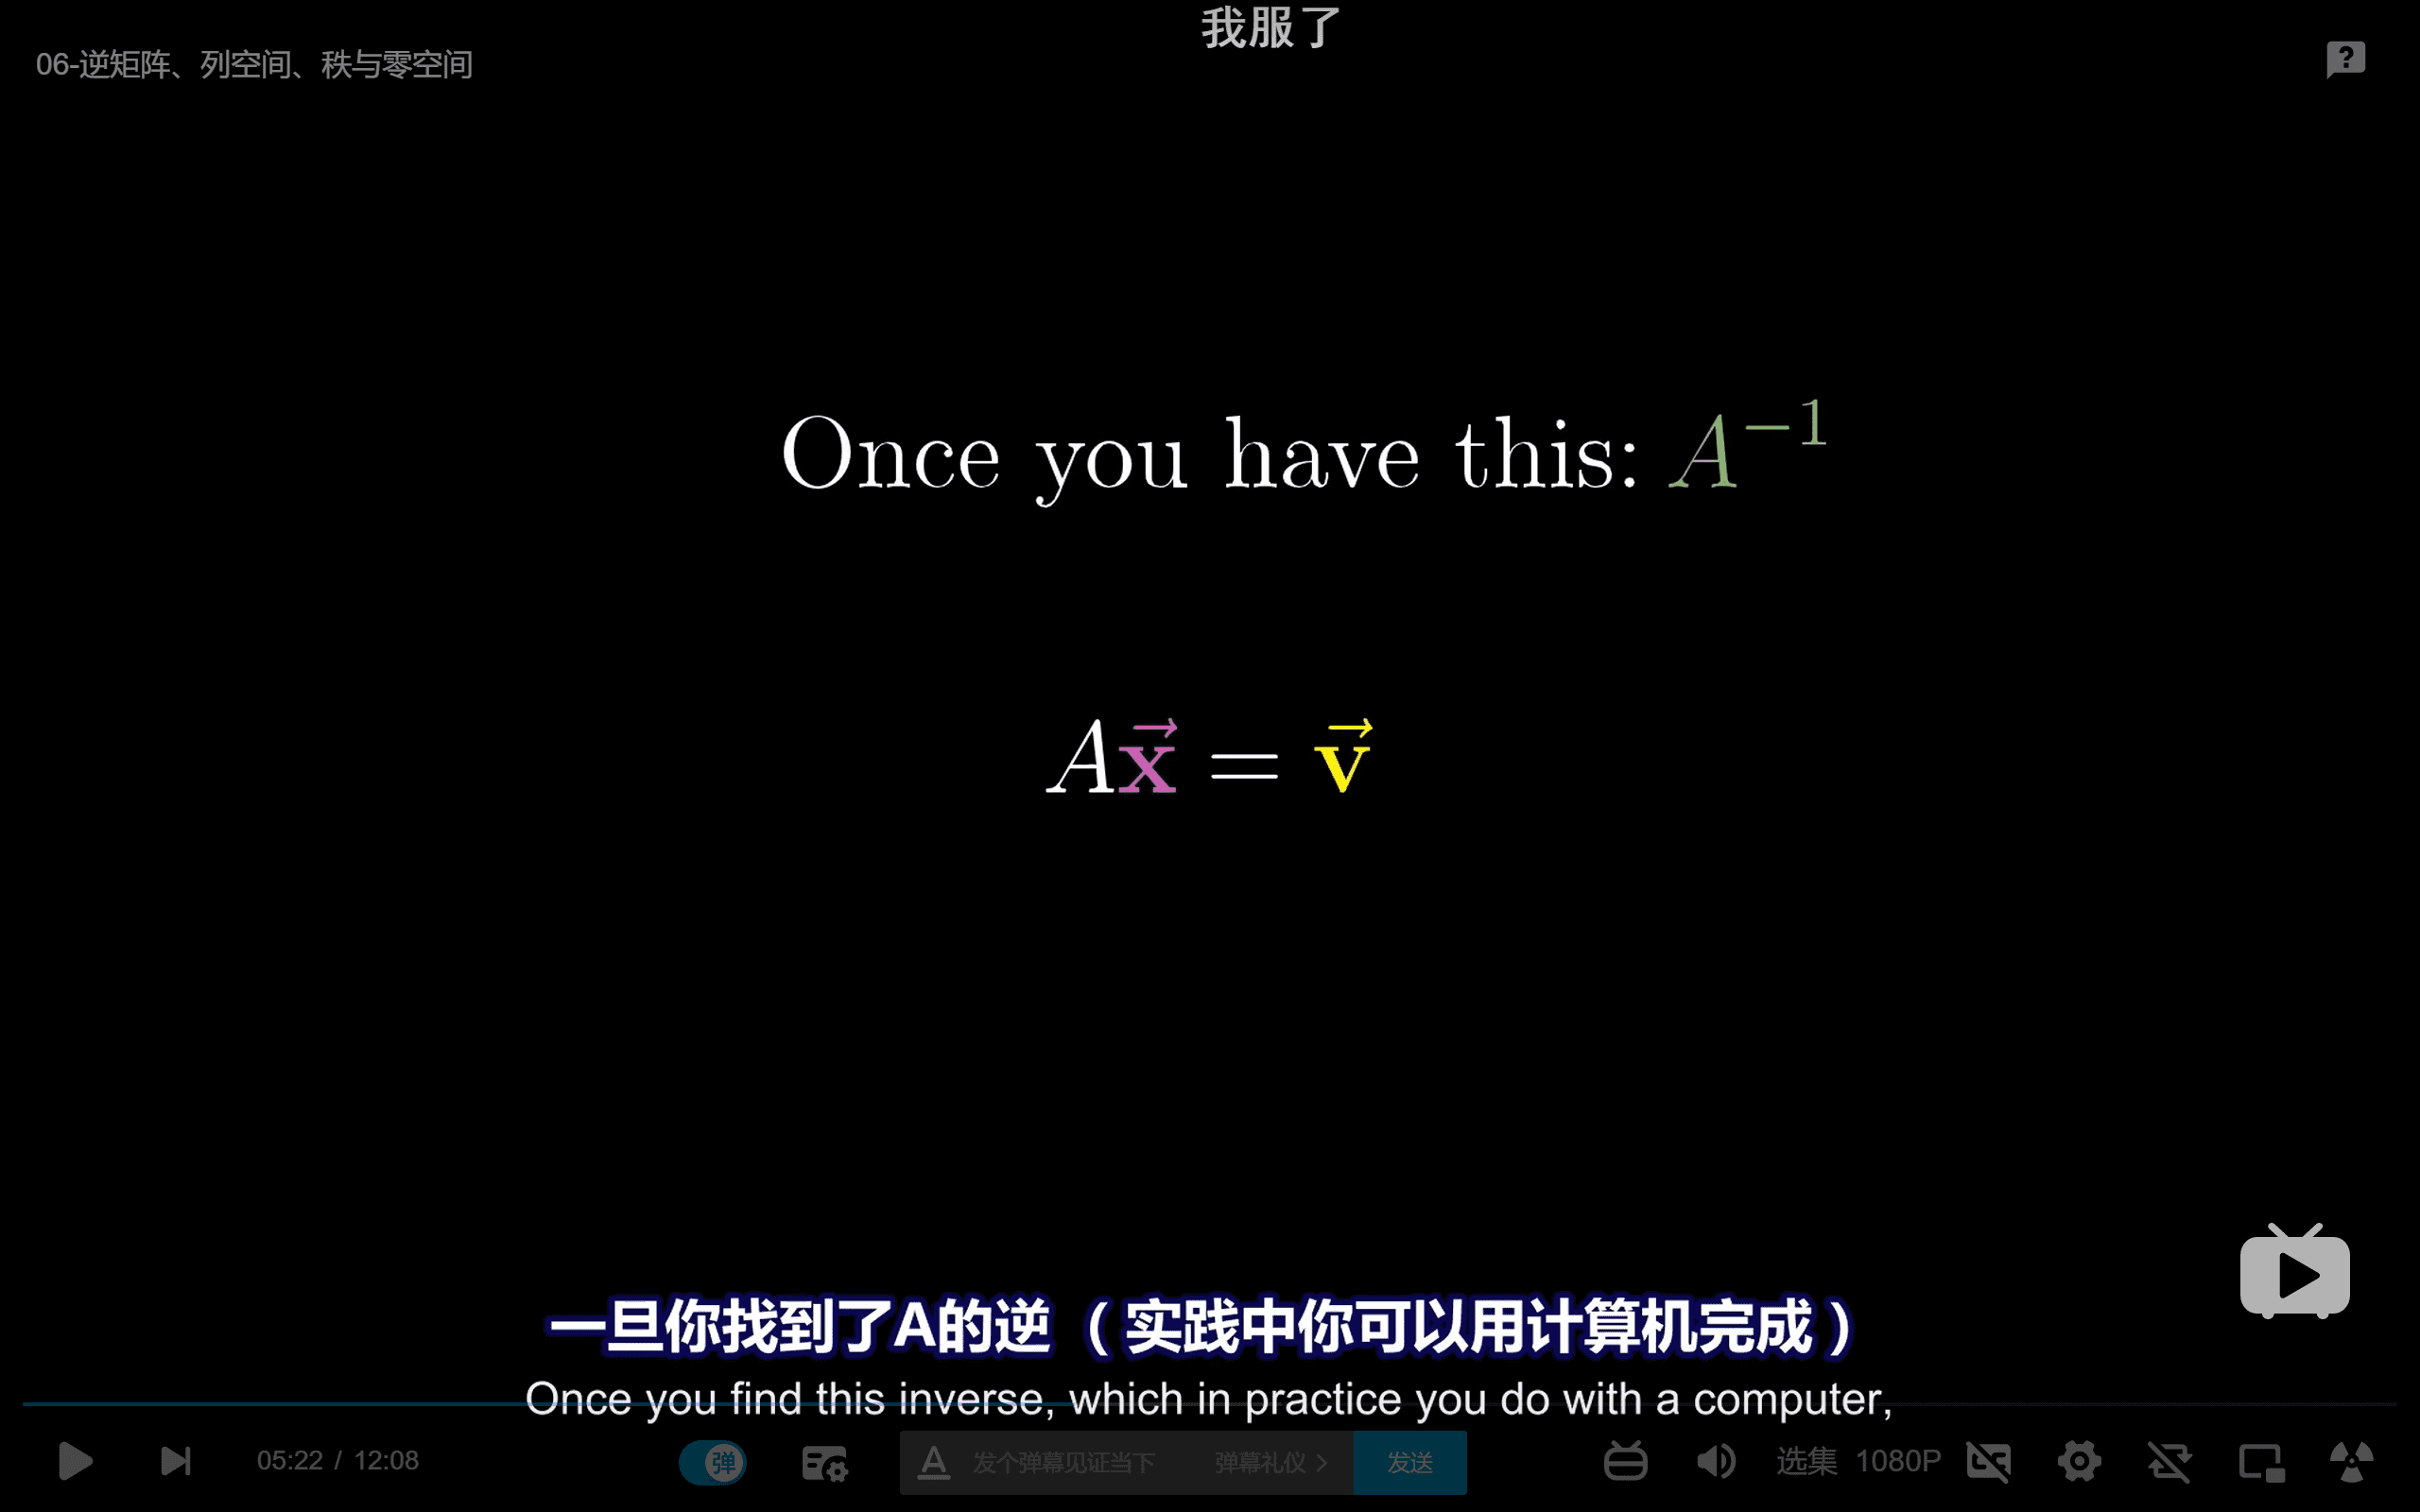 我服了
06-逆矩阵、列空间、秩与零空间
Once you have this: A⁻¹
Ax⃗ = v⃗
一旦你找到了A的逆（实践中你可以用计算机完成）
Once you find this inverse, which in practice you do with a computer,
05:22 / 12:08
弹
发个弹幕见证当下
弹幕礼仪 >
发送
选集
1080P